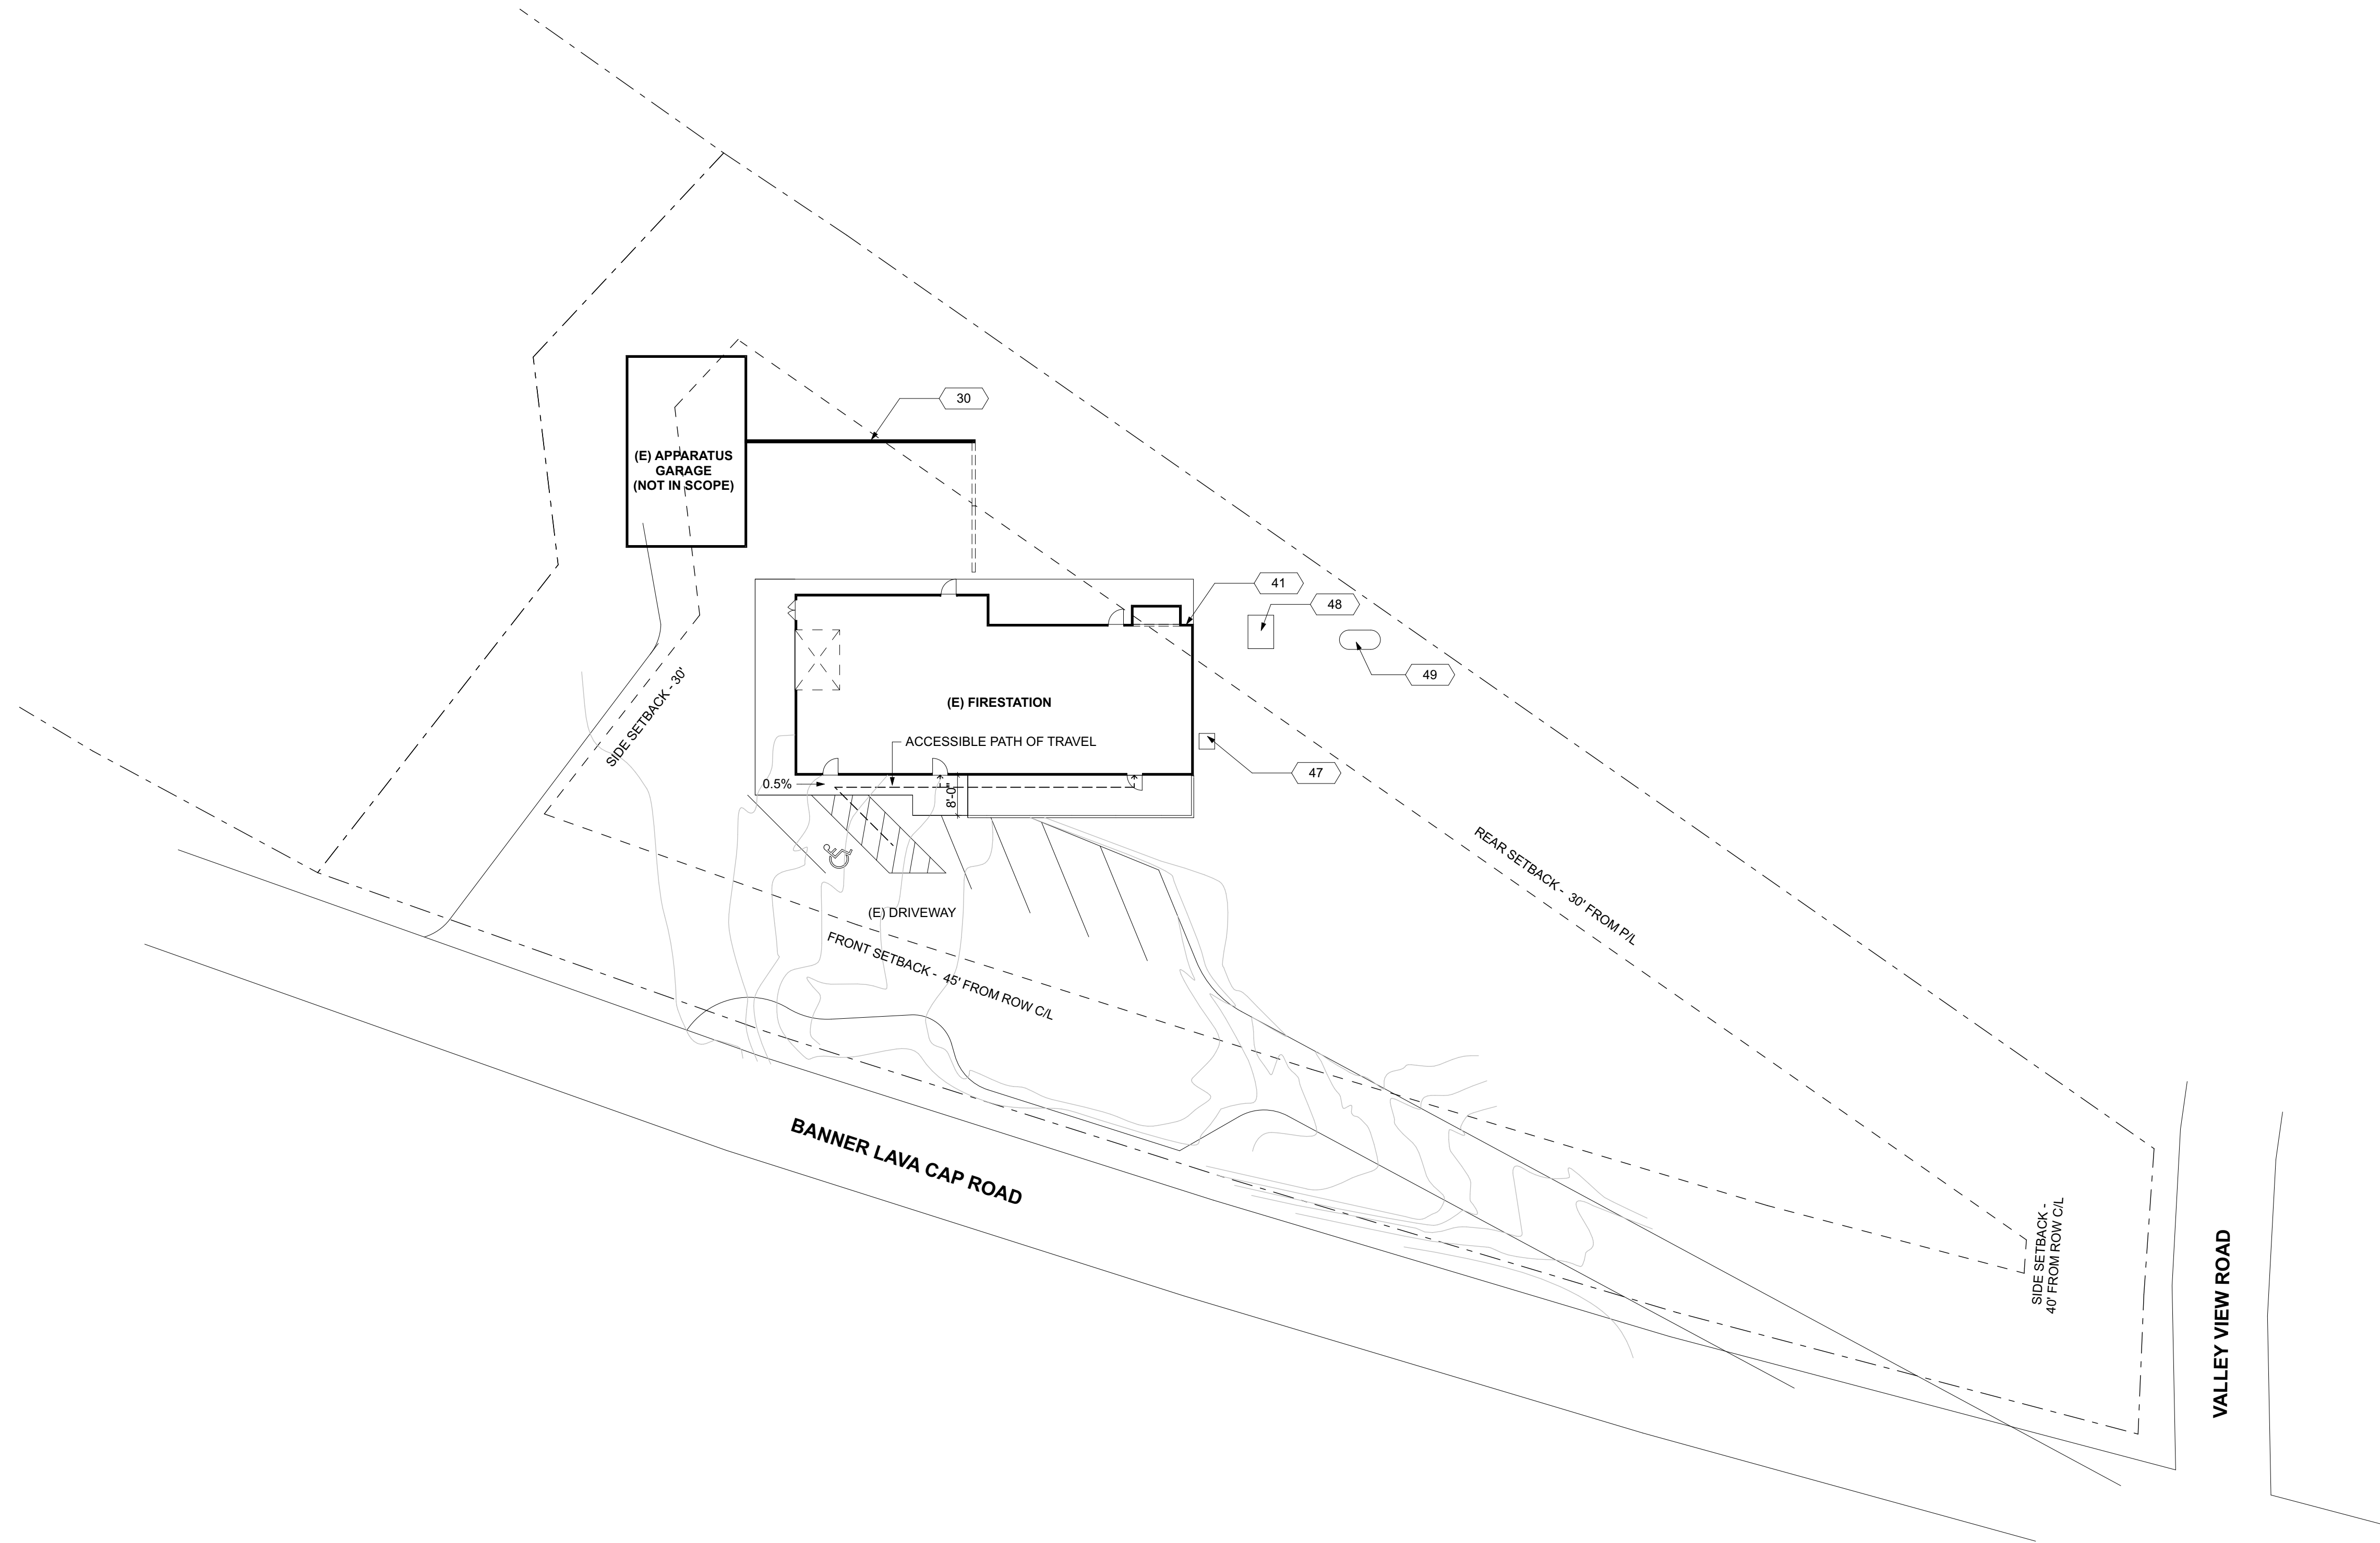 30
(E) APPARATUS
GARAGE
(NOT IN SCOPE)
41
48
49
(E) FIRESTATION
SIDE SETBACK - 30'
ACCESSIBLE PATH OF TRAVEL
47
0.5%
8'-0"
REAR SETBACK - 30' FROM P/L
(E) DRIVEWAY
FRONT SETBACK - 45' FROM ROW C/L
BANNER LAVA CAP ROAD
SIDE SETBACK -
40' FROM ROW C/L
VALLEY VIEW ROAD